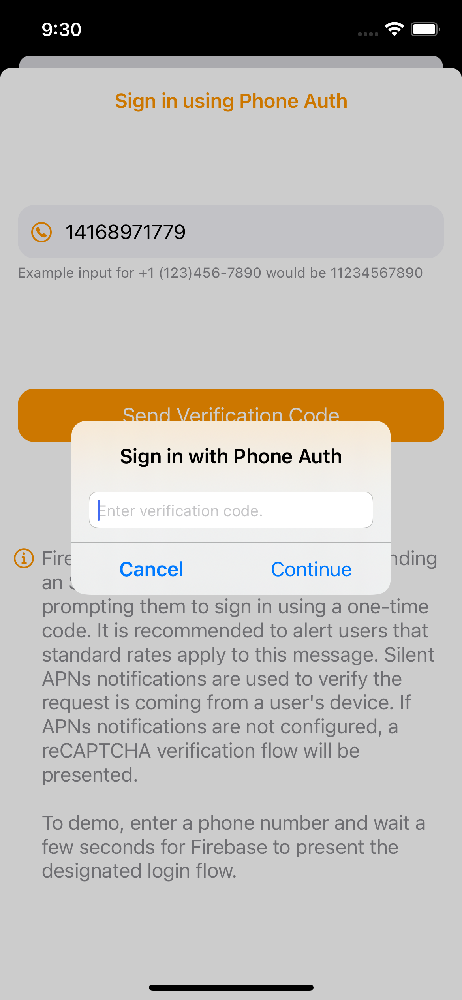 9:30
Sign in using Phone Auth
14168971779
Example input for +1 (123)456-7890 would be 11234567890
Send Verification Code
Sign in with Phone Auth
Enter verification code.
Cancel
Continue
an
prompting them to sign in using a one-time
code. It is recommended to alert users that
standard rates apply to this message. Silent
APNs notifications are used to verify the
request is coming from a user's device. If
APNs notifications are not configured, a
reCAPTCHA verification flow will be
presented.
To demo, enter a phone number and wait a
few seconds for Firebase to present the
designated login flow.